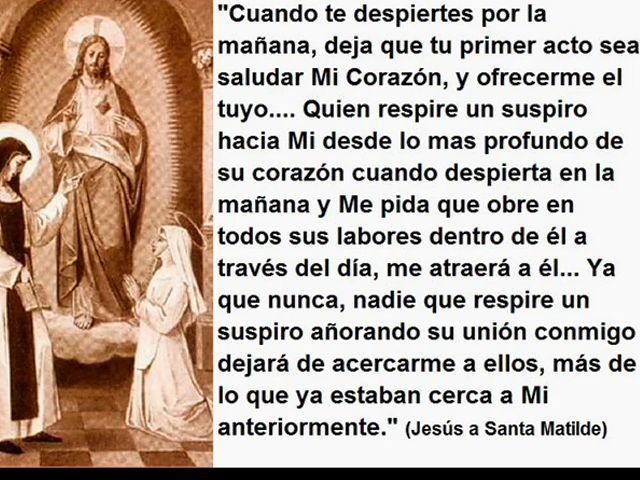 "Cuando te despiertes por la
mañana, deja que tu primer acto sea
saludar Mi Corazón, y ofrecerme el
tuyo.... Quien respire un suspiro
hacia Mi desde lo mas profundo de
su corazón cuando despierta en la
mañana y Me pida que obre en
todos sus labores dentro de él a
través del día, me atraerá a él... Ya
que nunca, nadie que respire un
suspiro añorando su unión conmigo
dejará de acercarme a ellos, más de
lo que ya estaban cerca a Mi
anteriormente." (Jesús a Santa Matilde)